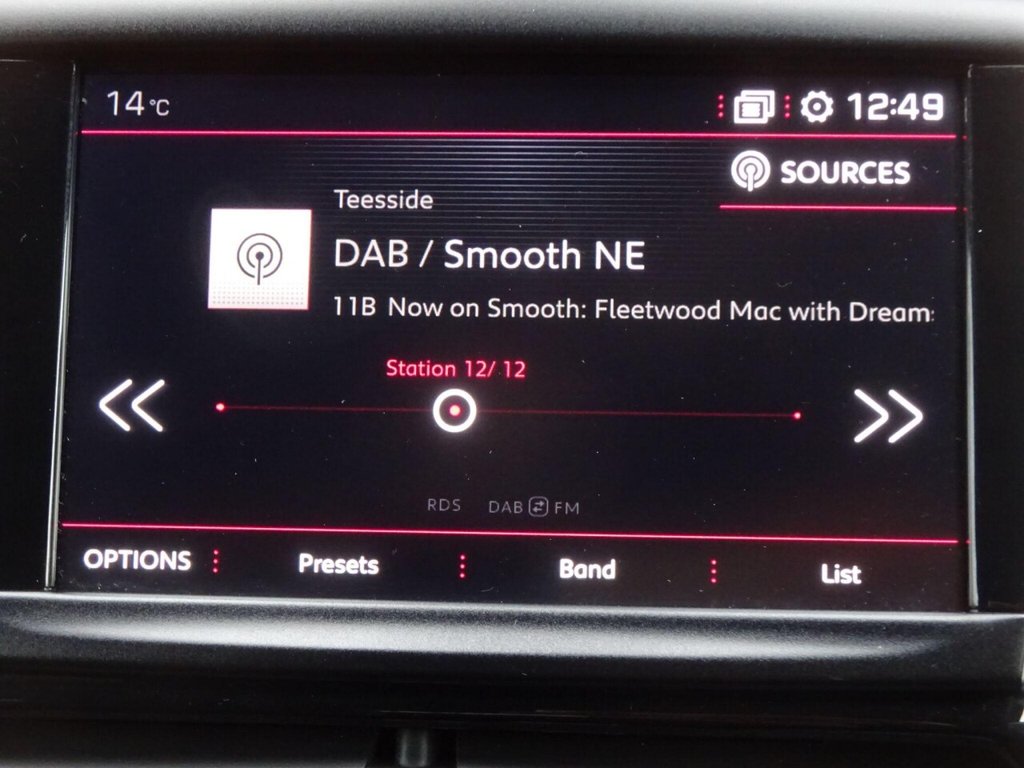 14°C 12:49
SOURCES
Teesside
DAB / Smooth NE
11B Now on Smooth: Fleetwood Mac with Dream
Station 12/ 12
RDS DAB FM
OPTIONS Presets Band List